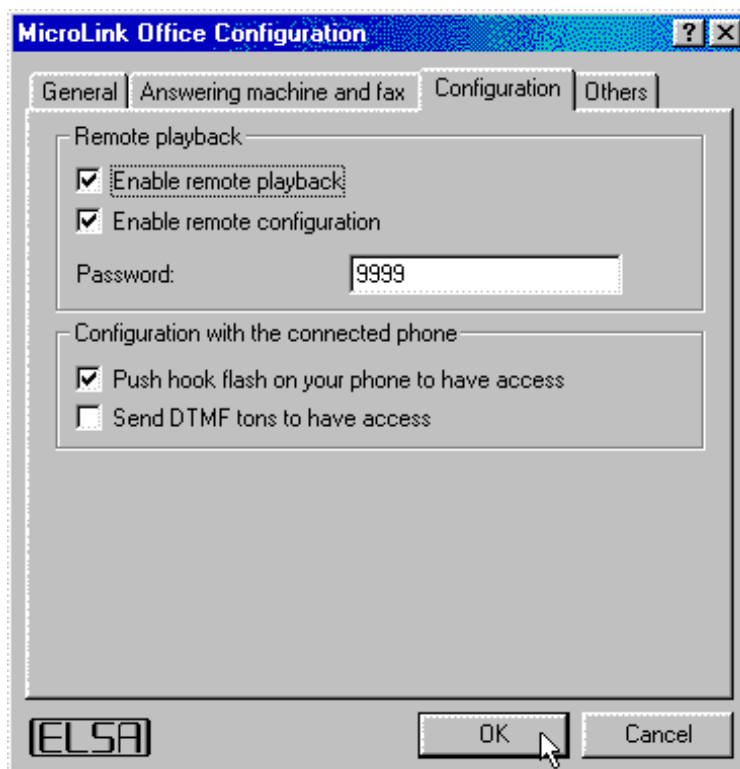 MicroLink Office Configuration
General Answering machine and fax Configuration Others
Remote playback
Enable remote playback
Enable remote configuration
Password: 9999
Configuration with the connected phone
Push hook flash on your phone to have access
Send DTMF tons to have access
ELSA OK Cancel